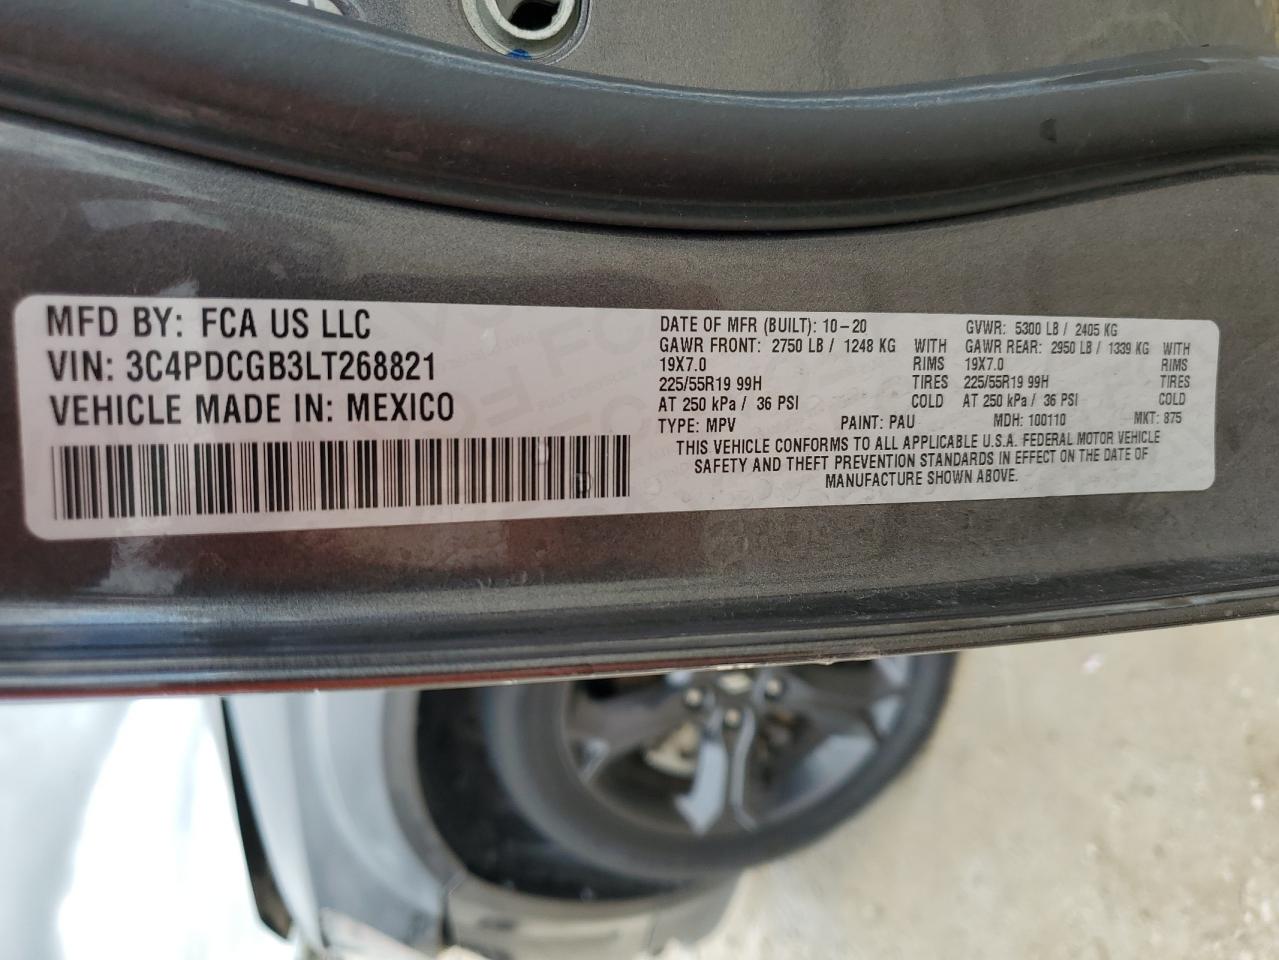 MFD BY: FCA US LLC
VIN: 3C4PDCGB3LT268821
VEHICLE MADE IN: MEXICO
DATE OF MFR (BUILT): 10-20 GVWR: 5300 LB / 2405 KG
GAWR FRONT: 2750 LB / 1248 KG WITH GAWR REAR: 2950 LB / 1339 KG WITH
19X7.0 RIMS 19X7.0 RIMS
225/55R19 99H TIRES 225/55R19 99H TIRES
AT 250 kPa / 36 PSI COLD AT 250 kPa / 36 PSI COLD
TYPE: MPV PAINT: PAU MDH: 100110 MKT: 875
THIS VEHICLE CONFORMS TO ALL APPLICABLE U.S.A. FEDERAL MOTOR VEHICLE
SAFETY AND THEFT PREVENTION STANDARDS IN EFFECT ON THE DATE OF
MANUFACTURE SHOWN ABOVE.